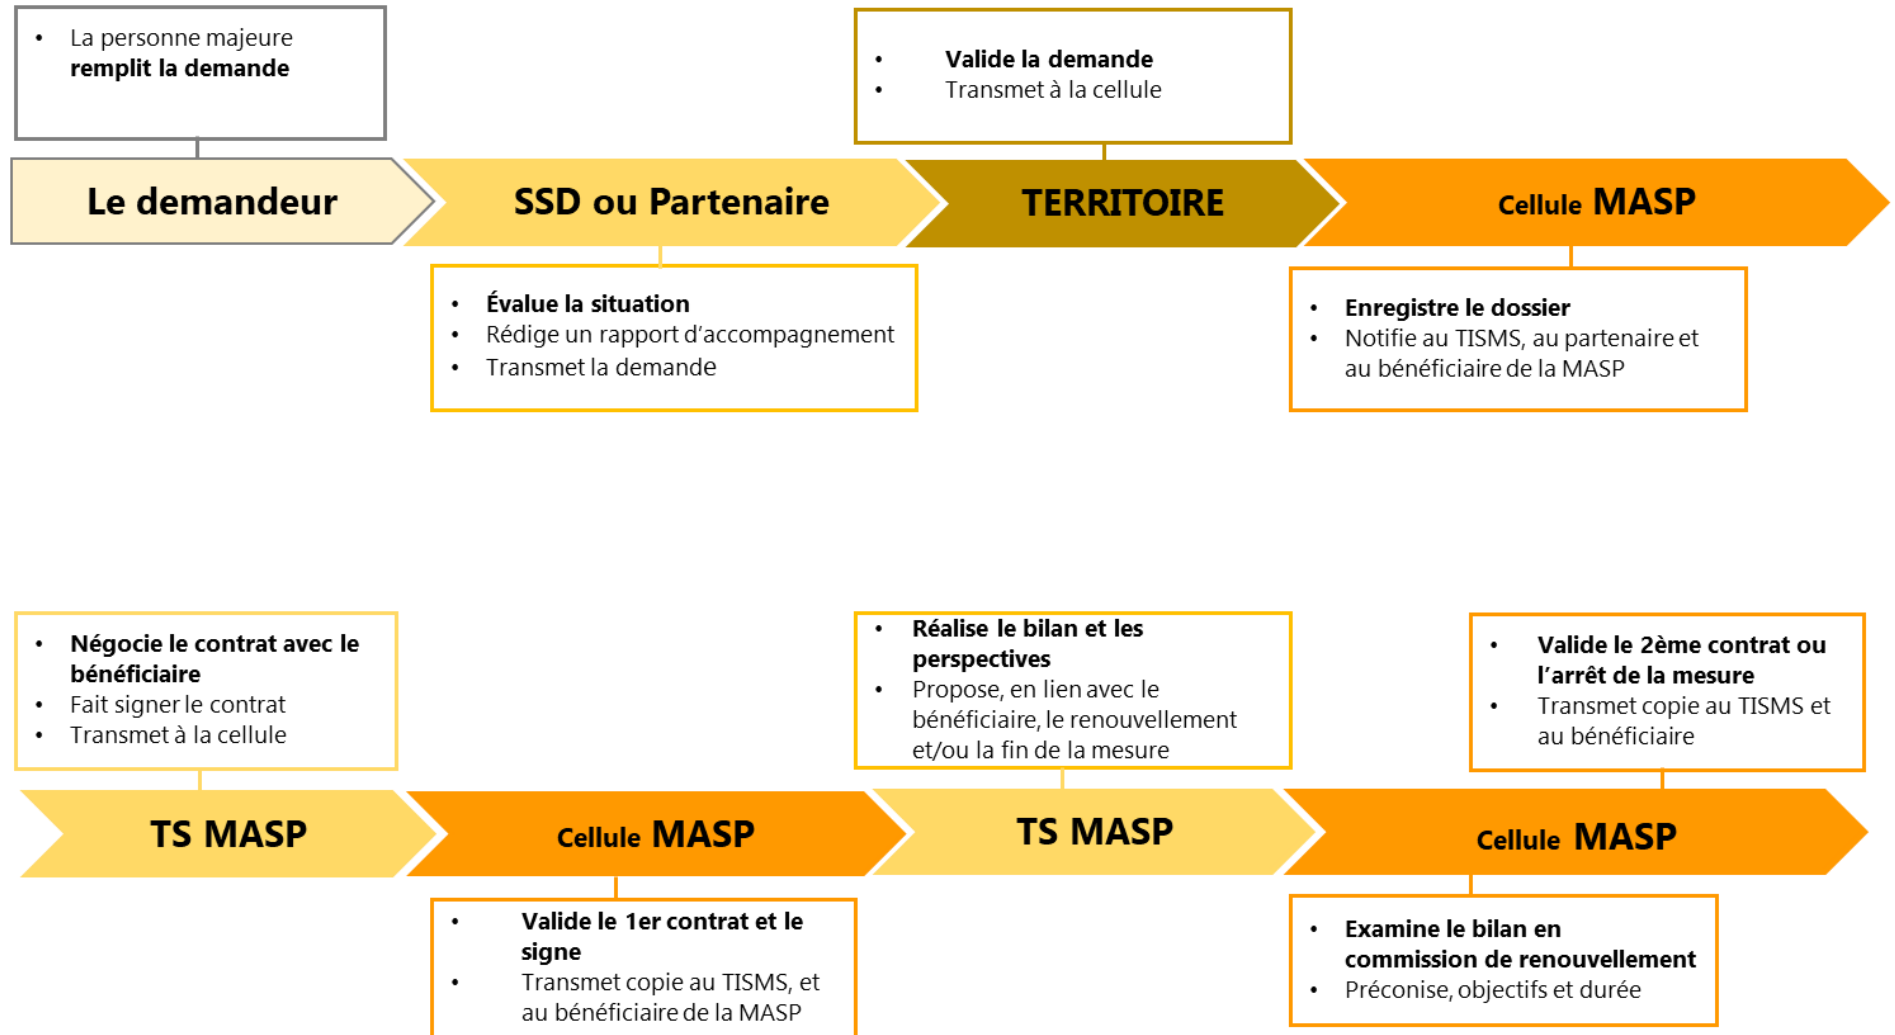 • La personne majeure
remplit la demande
• Valide la demande
• Transmet à la cellule
Le demandeur
SSD ou Partenaire
TERRITOIRE
Cellule MASP
• Évalue la situation
• Rédige un rapport d'accompagnement
• Transmet la demande
• Enregistre le dossier
• Notifie au TISMS, au partenaire et
au bénéficiaire de la MASP
• Négocie le contrat avec le
bénéficiaire
• Fait signer le contrat
• Transmet à la cellule
• Réalise le bilan et les
perspectives
• Propose, en lien avec le
bénéficiaire, le renouvellement
et/ou la fin de la mesure
• Valide le 2ème contrat ou
l'arrêt de la mesure
• Transmet copie au TISMS et
au bénéficiaire
TS MASP
Cellule MASP
TS MASP
Cellule MASP
• Valide le 1er contrat et le
signe
• Transmet copie au TISMS, et
au bénéficiaire de la MASP
• Examine le bilan en
commission de renouvellement
• Préconise, objectifs et durée